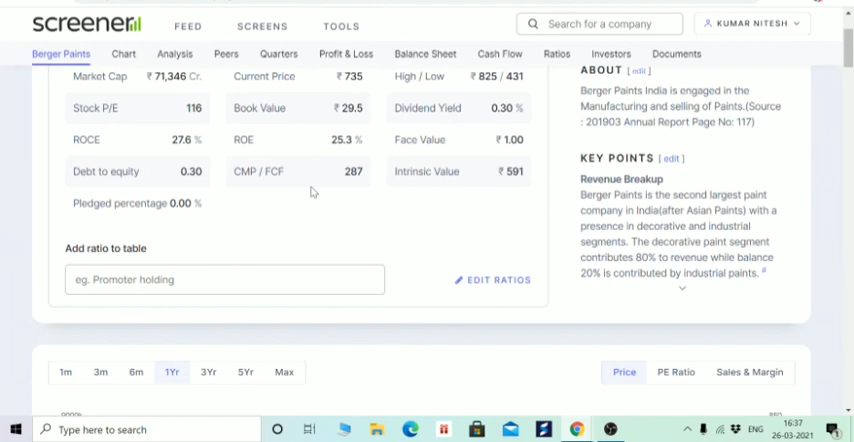 screener
FEED
SCREENS
TOOLS
Search for a company
KUMAR NITESH
Berger Paints
Chart
Analysis
Peers
Quarters
Profit & Loss
Balance Sheet
Cash Flow
Ratios
Investors
Documents
Market Cap ₹ 71,346 Cr.
Current Price ₹ 735
High / Low ₹ 825 / 431
Stock P/E 116
Book Value ₹ 29.5
Dividend Yield 0.30 %
ROCE 27.6 %
ROE 25.3 %
Face Value ₹ 1.00
Debt to equity 0.30
CMP / FCF 287
Intrinsic Value ₹ 591
Pledged percentage 0.00 %
Add ratio to table
eg. Promoter holding
EDIT RATIOS
ABOUT [ edit ]
Berger Paints India is engaged in the
Manufacturing and selling of Paints.(Source
: 201903 Annual Report Page No: 117)
KEY POINTS [ edit ]
Revenue Breakup
Berger Paints is the second largest paint
company in India(after Asian Paints) with a
presence in decorative and industrial
segments. The decorative paint segment
contributes 80% to revenue while balance
20% is contributed by industrial paints.
1m
3m
6m
1Yr
3Yr
5Yr
Max
Price
PE Ratio
Sales & Margin
Type here to search
ENG
16:37
26-03-2021